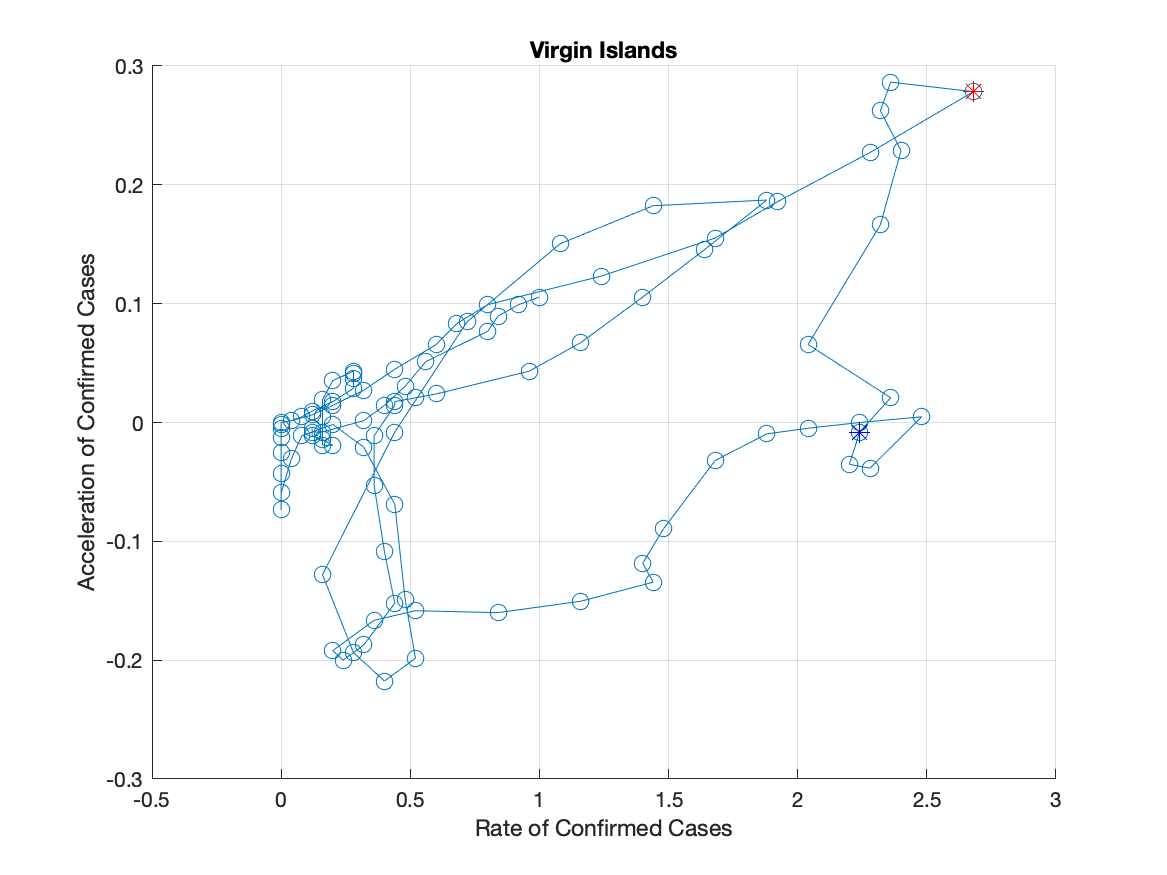 Virgin Islands
0.3
0.2
0.1
0
-0.1
-0.2
-0.3
Acceleration of Confirmed Cases
-0.5 0 0.5 1 1.5 2 2.5 3
Rate of Confirmed Cases